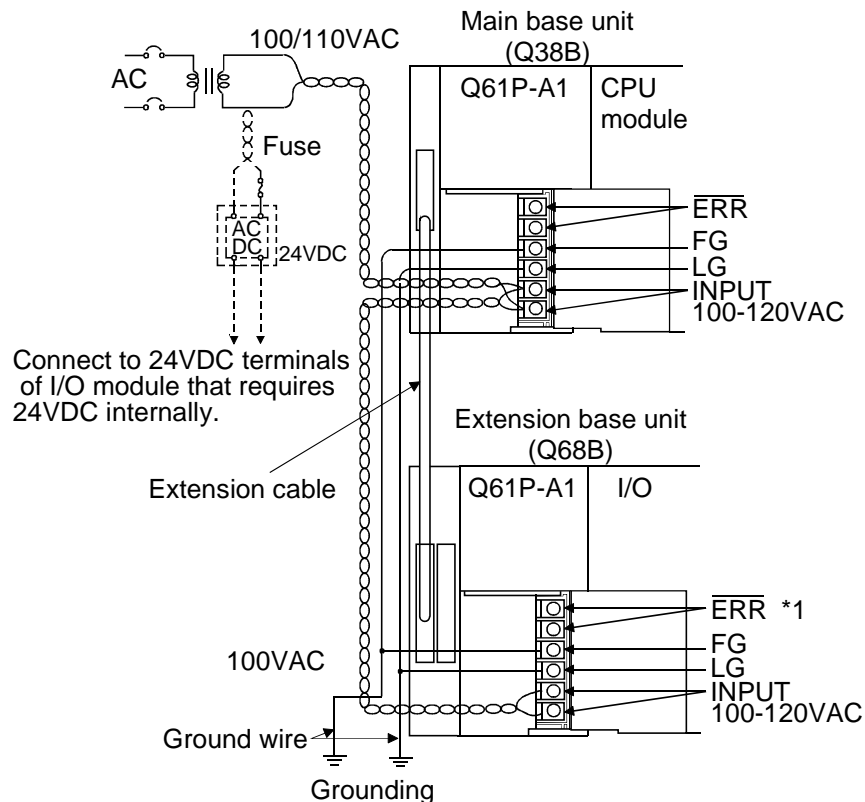 Main base unit
(Q38B)
100/110VAC
AC
Q61P-A1
CPU
module
Fuse
ERR
FG
LG
INPUT
100-120VAC
AC
DC
24VDC
Connect to 24VDC terminals
of I/O module that requires
24VDC internally.
Extension base unit
(Q68B)
Extension cable
Q61P-A1
I/O
ERR *1
FG
LG
INPUT
100-120VAC
100VAC
Ground wire
Grounding